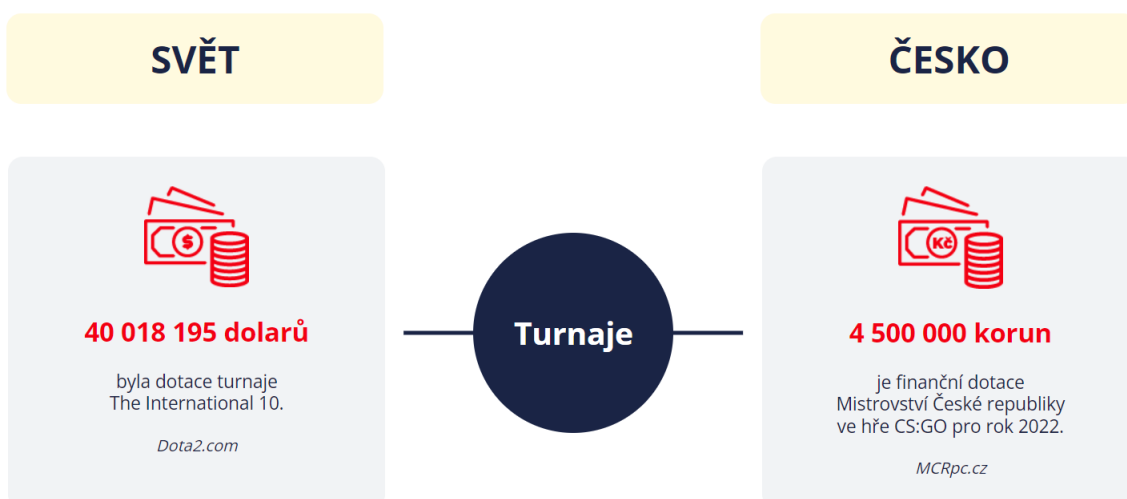 SVĚT
ČESKO
$
40 018 195 dolarů
byla dotace turnaje
The International 10.
Dota2.com
Turnaje
Kč
4 500 000 korun
je finanční dotace
Mistrovství České republiky
ve hře CS:GO pro rok 2022.
MCRpc.cz